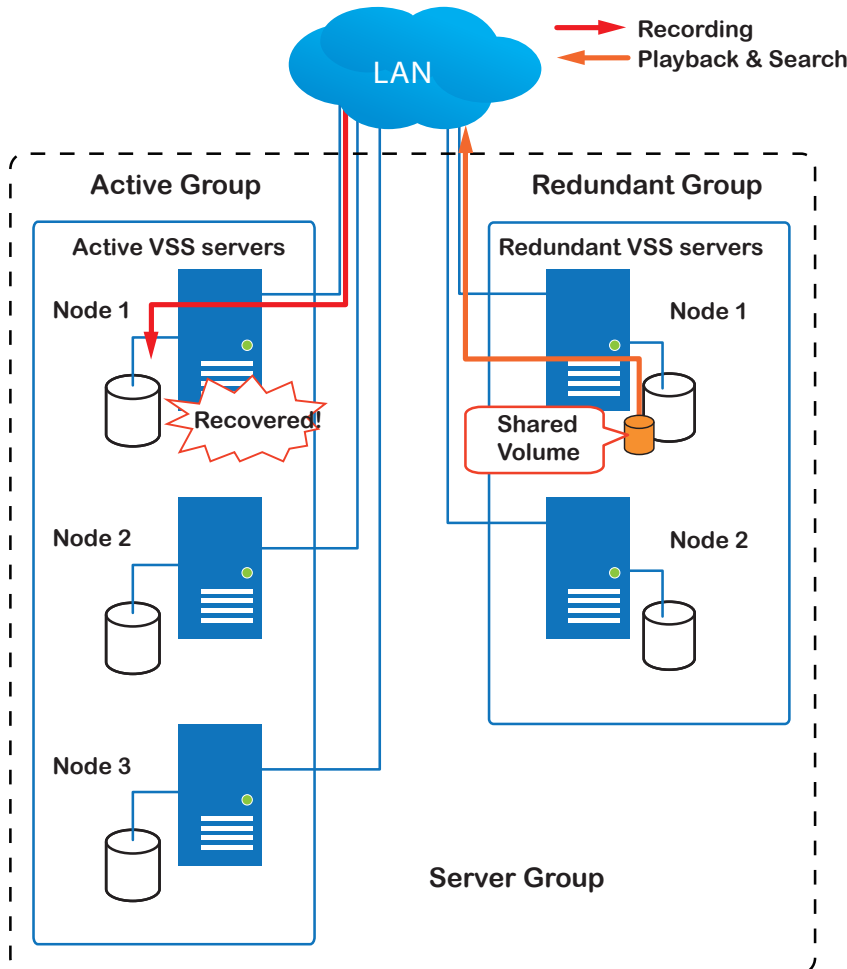 LAN
Recording
Playback & Search
Active Group
Redundant Group
Active VSS servers
Redundant VSS servers
Node 1
Node 1
Recovered!
Shared
Volume
Node 2
Node 2
Node 3
Server Group